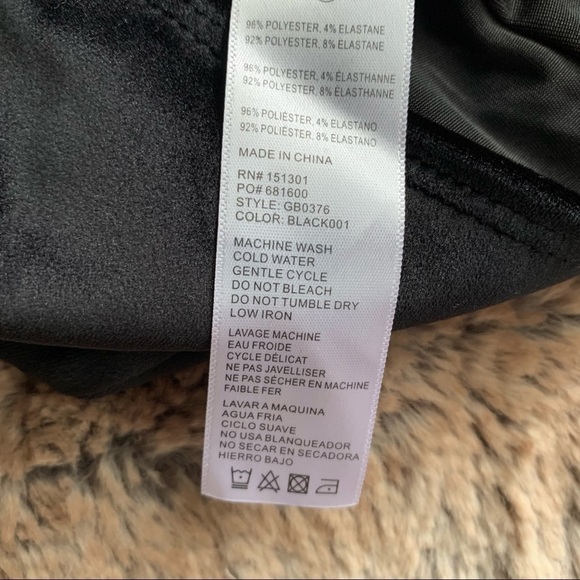 96% POLYESTER, 4% ELASTANE
92% POLYESTER, 8% ELASTANE
96% POLYESTER, 4% ÉLASTHANNE
92% POLYESTER, 8% ÉLASTHANNE
96% POLIÉSTER, 4% ELASTANO
92% POLIÉSTER, 8% ELASTANO
MADE IN CHINA
RN# 151301
PO# 681600
STYLE: GB0376
COLOR: BLACK001
MACHINE WASH
COLD WATER
GENTLE CYCLE
DO NOT BLEACH
DO NOT TUMBLE DRY
LOW IRON
LAVAGE MACHINE
EAU FROIDE
CYCLE DÉLICAT
NE PAS JAVELLISER
NE PAS SÉCHER EN MACHINE
FAIBLE FER
LAVAR A MAQUINA
AGUA FRIA
CICLO SUAVE
NO USA BLANQUEADOR
NO SECAR EN SECADORA
HIERRO BAJO